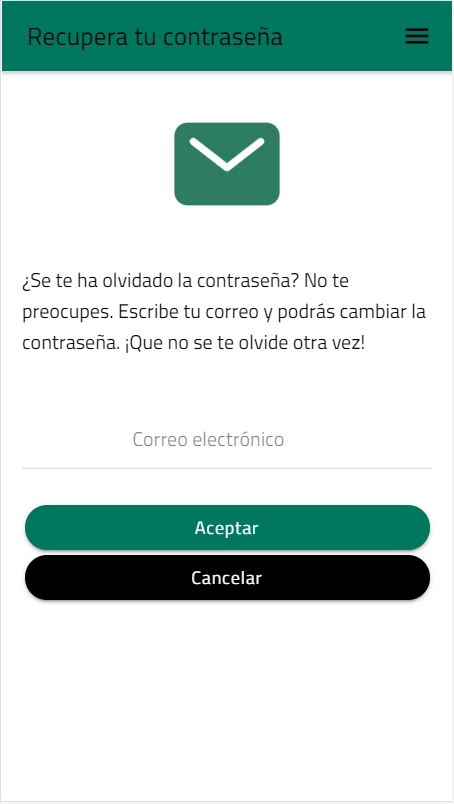 Recupera tu contraseña
¿Se te ha olvidado la contraseña? No te
preocupes. Escribe tu correo y podrás cambiar la
contraseña. ¡Que no se te olvide otra vez!
Correo electrónico
Aceptar
Cancelar